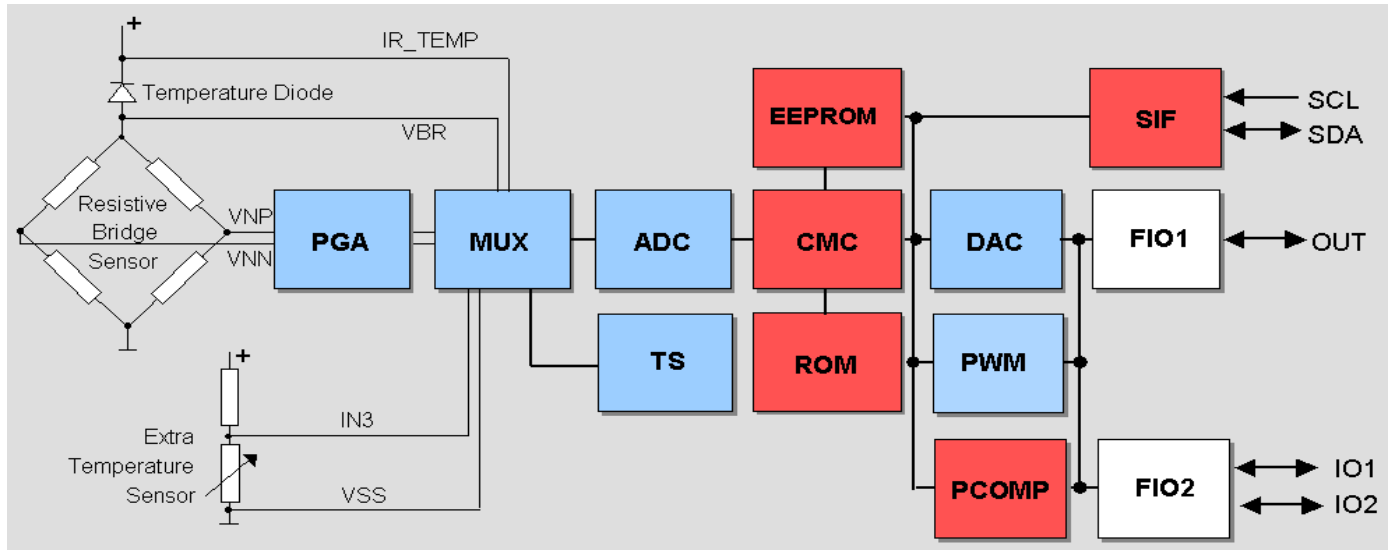 +
IR_TEMP
Temperature Diode
VBR
EEPROM
SIF
SCL
SDA
Resistive
Bridge
Sensor
VNP
VNN
PGA
MUX
ADC
CMC
DAC
FIO1
OUT
TS
ROM
PWM
+
IN3
Extra
Temperature
Sensor
VSS
PCOMP
FIO2
IO1
IO2